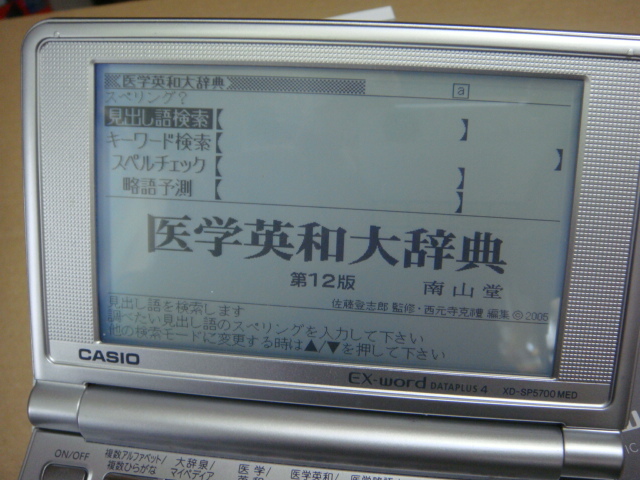 医学英和大辞典
a
スペリング?
見出し語検索【 】
キーワード検索【 】
スペルチェック【 】
略語予測【 】
医学英和大辞典
第12版 南山堂
佐藤登志郎 監修・西元寺克禮 編集 ©2005
見出し語を検索します
調べたい見出し語のスペリングを入力して下さい
他の検索モードに変更する時は▲/▼を押して下さい
CASIO
EX-word DATAPLUS 4 XD-SP5700MED
ON/OFF
複数アルファベット/
複数ひらがな
大辞泉/
マイペディア
医学/
医学英和/